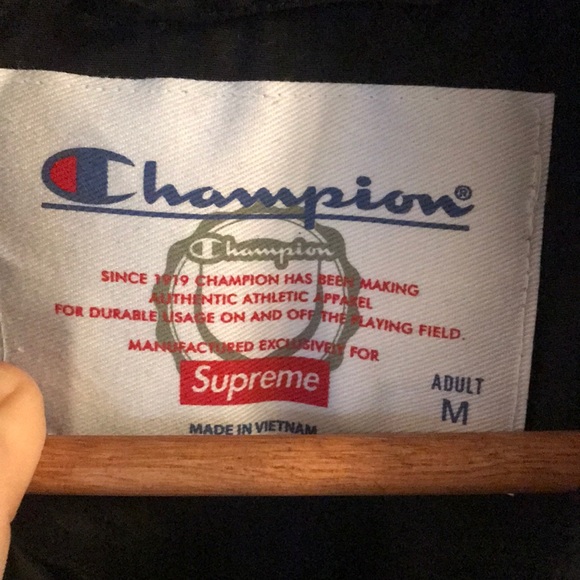 Champion®
Champion
SINCE 1919 CHAMPION HAS BEEN MAKING
AUTHENTIC ATHLETIC APPAREL
FOR DURABLE USAGE ON AND OFF THE PLAYING FIELD.
MANUFACTURED EXCLUSIVELY FOR
Supreme
ADULT
M
MADE IN VIETNAM